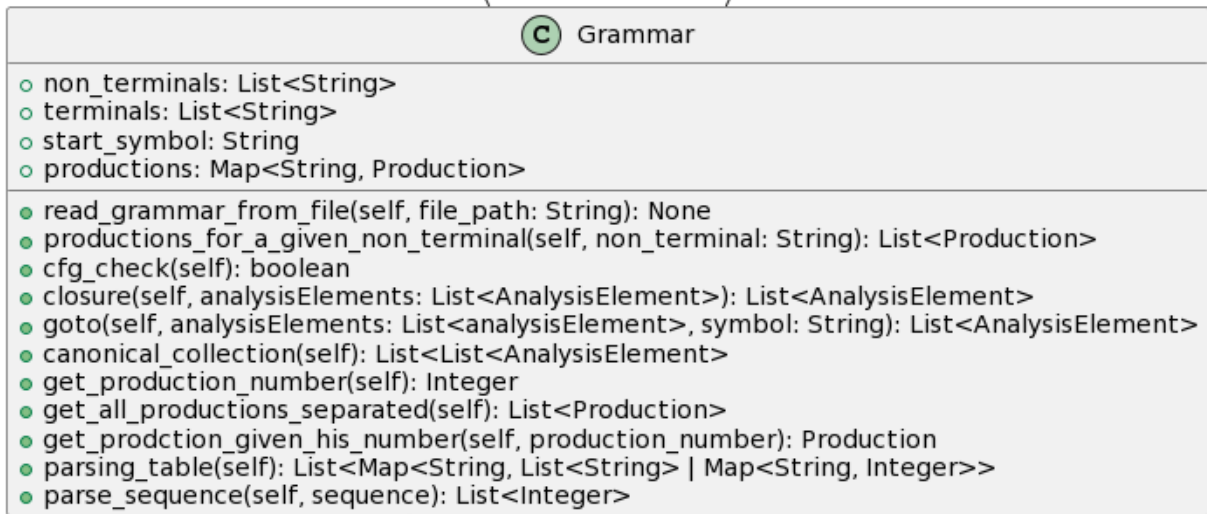 C Grammar
non_terminals: List<String>
terminals: List<String>
start_symbol: String
productions: Map<String, Production>
read_grammar_from_file(self, file_path: String): None
productions_for_a_given_non_terminal(self, non_terminal: String): List<Production>
cfg_check(self): boolean
closure(self, analysisElements: List<AnalysisElement>): List<AnalysisElement>
goto(self, analysisElements: List<analysisElement>, symbol: String): List<AnalysisElement>
canonical_collection(self): List<List<AnalysisElement>
get_production_number(self): Integer
get_all_productions_separated(self): List<Production>
get_prodction_given_his_number(self, production_number): Production
parsing_table(self): List<Map<String, List<String> | Map<String, Integer>>
parse_sequence(self, sequence): List<Integer>